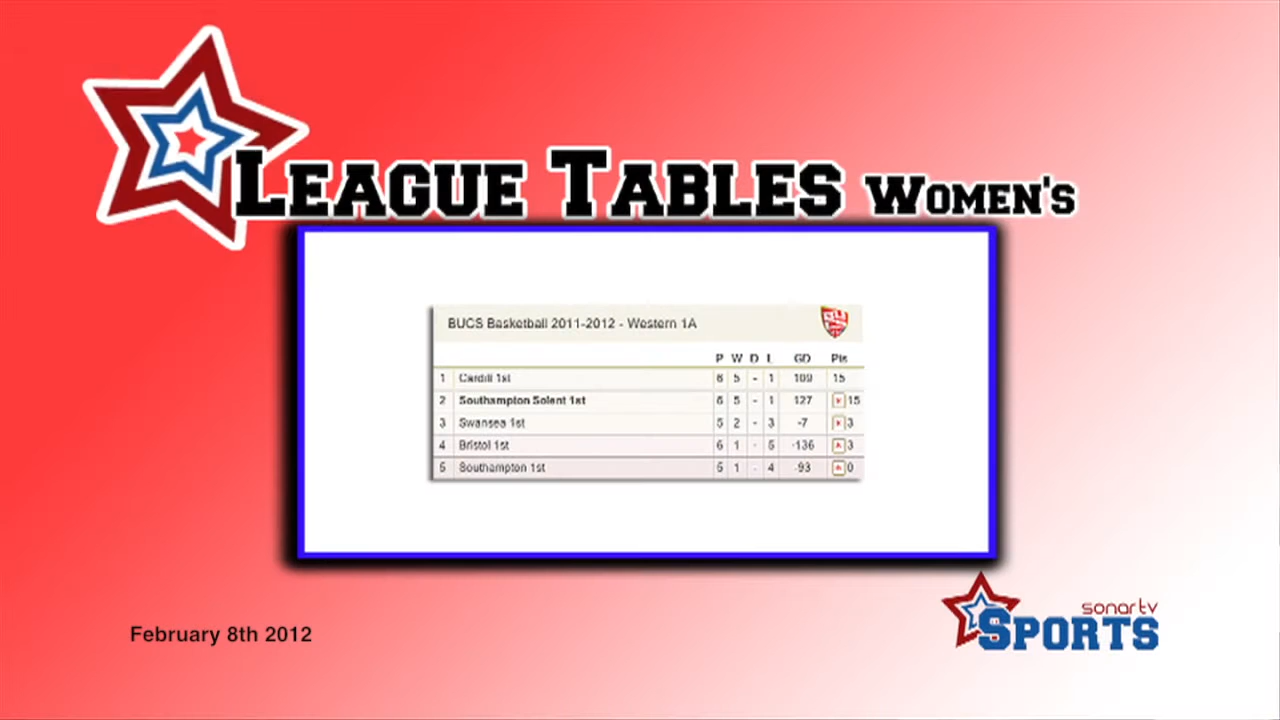 LEAGUE TABLES WOMEN'S
BUCS Basketball 2011-2012 - Western 1A
P W D L GD Pts
1 Cardiff 1st 6 5 - 1 109 15
2 Southampton Solent 1st 6 5 - 1 127 15
3 Swansea 1st 5 2 - 3 -7 3
4 Bristol 1st 6 1 - 5 -136 3
5 Southampton 1st 5 1 - 4 -93 0
February 8th 2012
sonartv
SPORTS